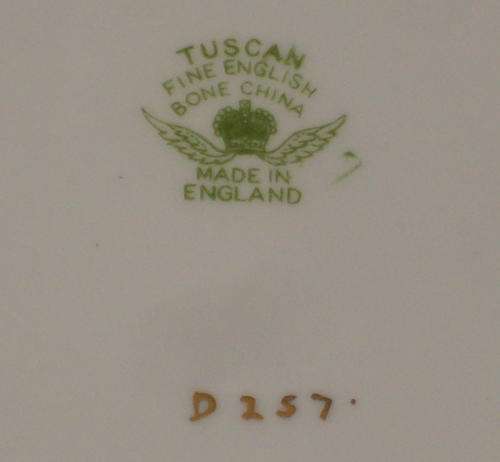 TUSCAN
FINE ENGLISH
BONE CHINA
MADE IN
ENGLAND
D 257.